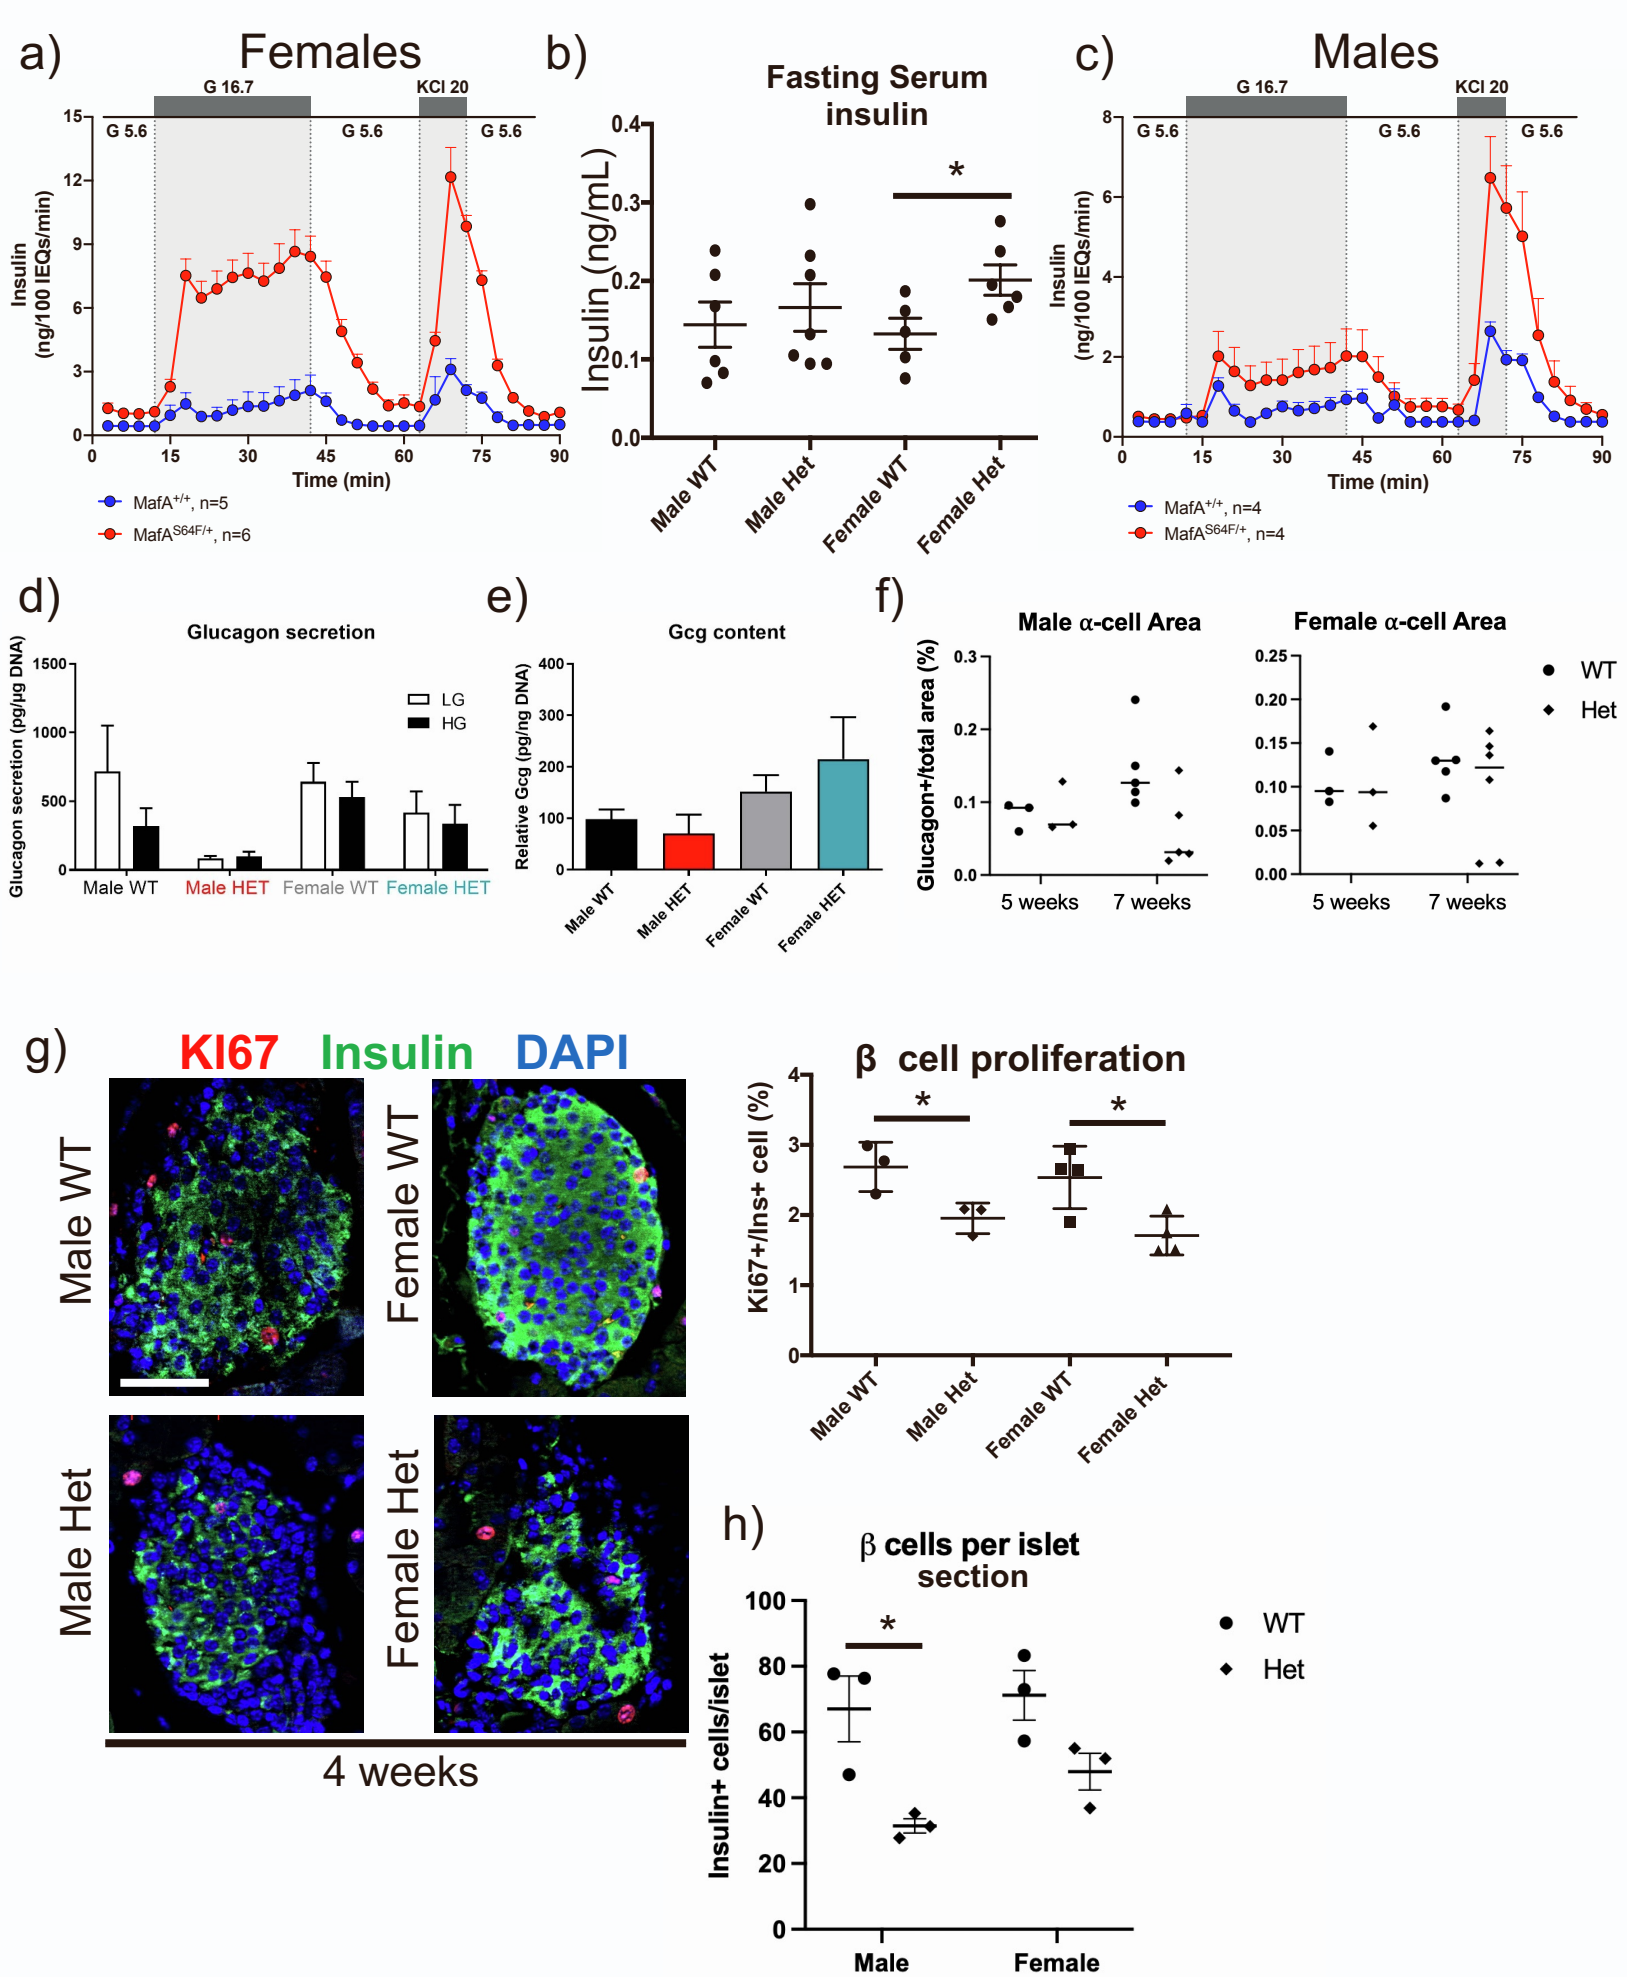 a)
Females
G 16.7
KCl 20
G 5.6
G 5.6
G 5.6
15
12
9
6
3
0
Insulin
(ng/100 IEQs/min)
0
15
30
45
60
75
90
Time (min)
MafA+/+, n=5
MafAS64F/+, n=6
b)
Fasting Serum
insulin
Insulin (ng/mL)
0.4
0.3
0.2
0.1
0.0
*
Male WT
Male Het
Female WT
Female Het
c)
Males
G 16.7
KCl 20
G 5.6
G 5.6
G 5.6
8
6
4
2
0
Insulin
(ng/100 IEQs/min)
0
15
30
45
60
75
90
Time (min)
MafA+/+, n=4
MafAS64F/+, n=4
d)
Glucagon secretion
Glucagon secretion (pg/µg DNA)
1500
1000
500
0
LG
HG
Male WT
Male HET
Female WT
Female HET
e)
Gcg content
Relative Gcg (pg/ng DNA)
400
300
200
100
0
Male WT
Male HET
Female WT
Female HET
f)
Male α-cell Area
Glucagon+/total area (%)
0.3
0.2
0.1
0.0
5 weeks
7 weeks
Female α-cell Area
0.25
0.20
0.15
0.10
0.05
0.00
5 weeks
7 weeks
WT
Het
g)
KI67
Insulin
DAPI
Male WT
Female WT
Male Het
Female Het
4 weeks
β cell proliferation
Ki67+/Ins+ cell (%)
4
3
2
1
0
*
*
Male WT
Male Het
Female WT
Female Het
h)
β cells per islet
section
Insulin+ cells/islet
100
80
60
40
20
0
*
WT
Het
Male
Female